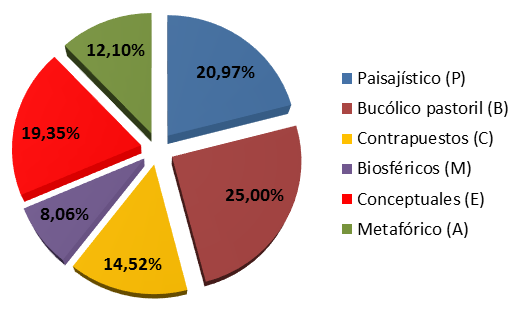 12,10%
20,97%
19,35%
25,00%
8,06%
14,52%
Paisajístico (P)
Bucólico pastoril (B)
Contrapuestos (C)
Biosféricos (M)
Conceptuales (E)
Metafórico (A)